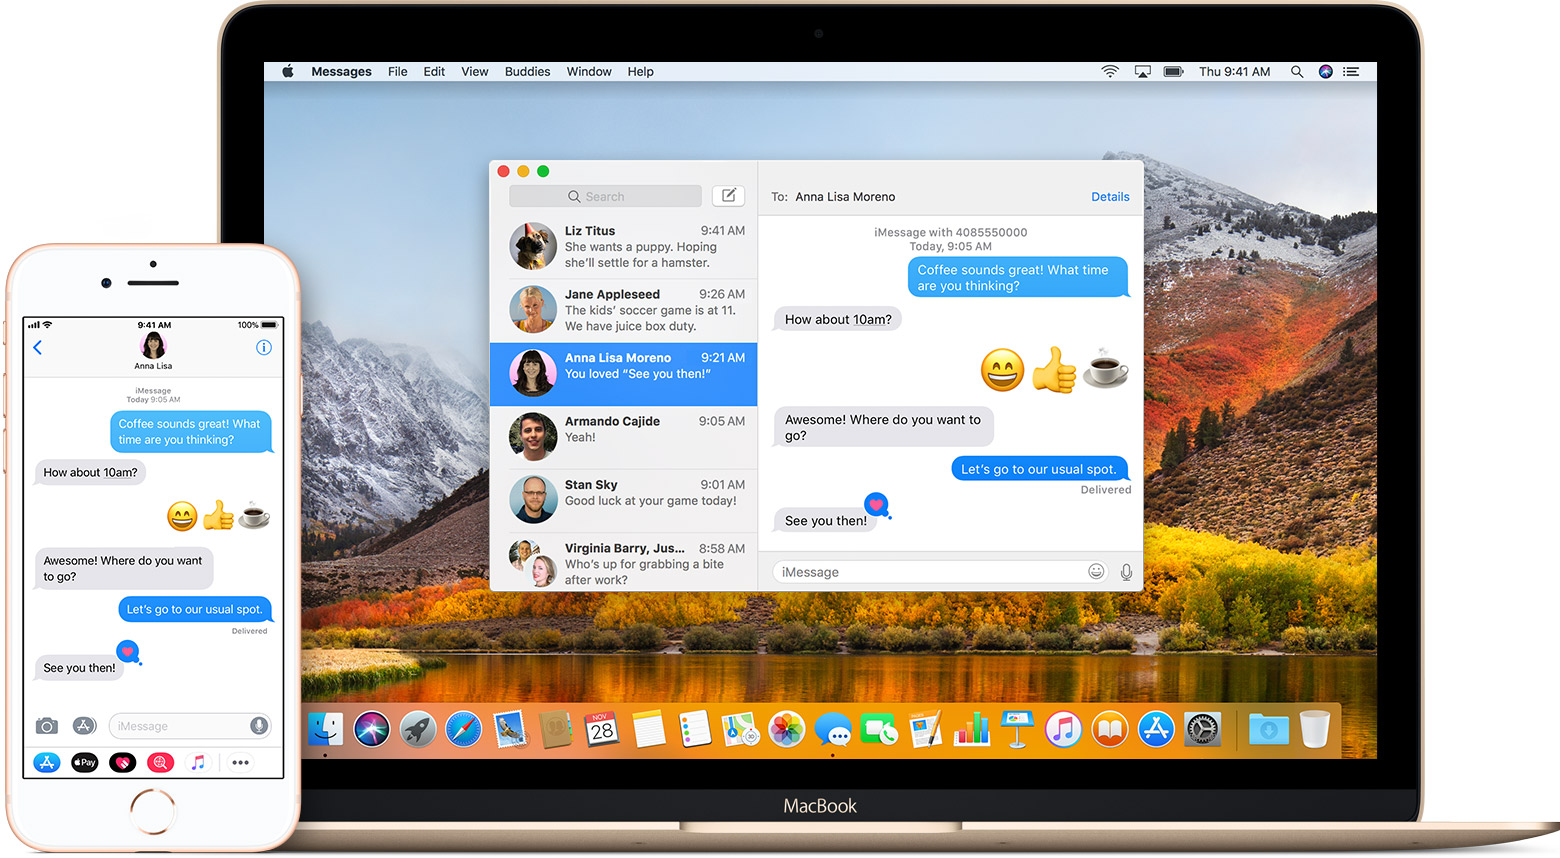 Messages File Edit View Buddies Window Help Thu 9:41 AM
Search
Liz Titus 9:41 AM
She wants a puppy. Hoping
she’ll settle for a hamster.
Jane Appleseed 9:26 AM
The kids’ soccer game is at 11.
We have juice box duty.
Anna Lisa Moreno 9:21 AM
You loved “See you then!”
Armando Cajide 9:05 AM
Yeah!
Stan Sky 9:01 AM
Good luck at your game today!
Virginia Barry, Jus... 8:58 AM
Who’s up for grabbing a bite
after work?
To: Anna Lisa Moreno Details
iMessage with 4085550000
Today, 9:05 AM
Coffee sounds great! What time
are you thinking?
How about 10am?
Awesome! Where do you want to
go?
Let’s go to our usual spot.
Delivered
See you then!
iMessage
NOV
28
MacBook
9:41 AM 100%
Anna Lisa
iMessage
Today 9:05 AM
Coffee sounds great! What
time are you thinking?
How about 10am?
Awesome! Where do you want
to go?
Let’s go to our usual spot.
Delivered
See you then!
iMessage
Pay